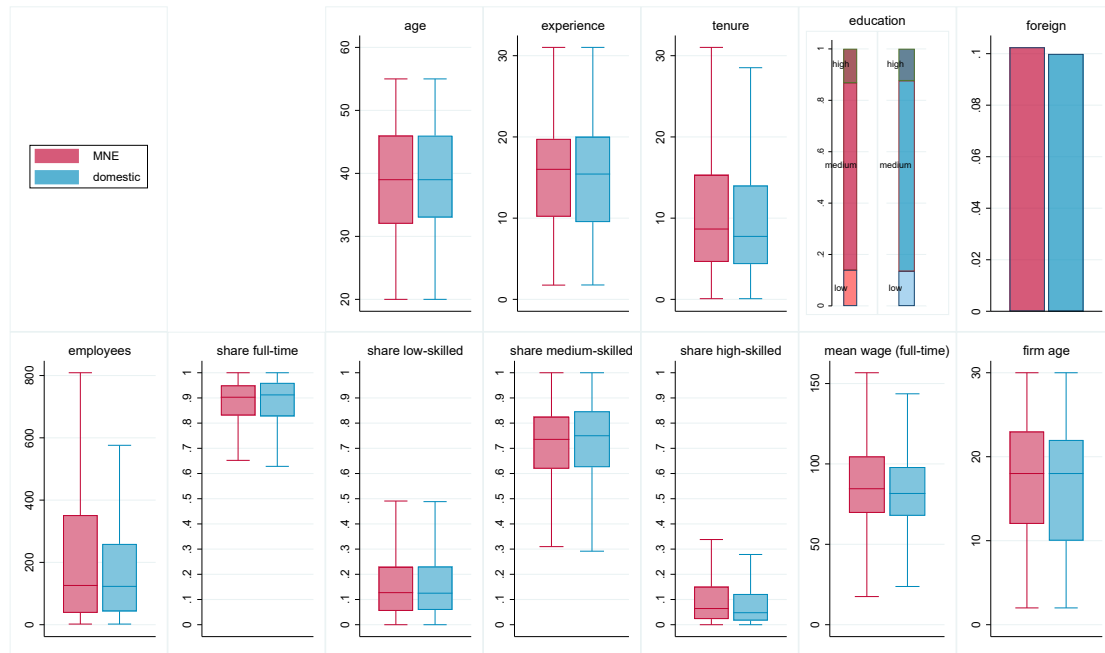 age
experience
tenure
education
foreign
20 30 40 50 60
0 10 20 30
0 10 20 30
0 .2 .4 .6 .8 1
high
medium
low
high
medium
low
0 .02 .04 .06 .08 .1
MNE
domestic
employees
share full-time
share low-skilled
share medium-skilled
share high-skilled
mean wage (full-time)
firm age
0 200 400 600 800
0 .1 .2 .3 .4 .5 .6 .7 .8 .9 1
0 .1 .2 .3 .4 .5 .6 .7 .8 .9 1
0 .1 .2 .3 .4 .5 .6 .7 .8 .9 1
0 .1 .2 .3 .4 .5 .6 .7 .8 .9 1
0 50 100 150
0 10 20 30